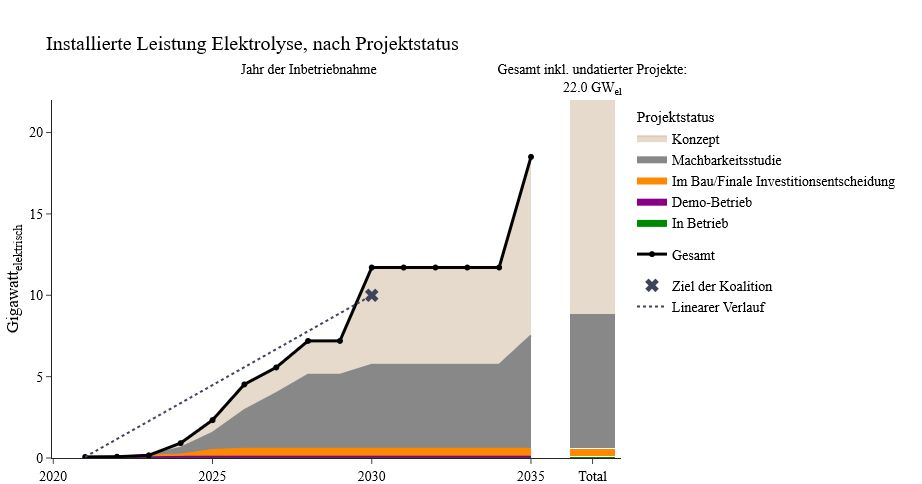 Installierte Leistung Elektrolyse, nach Projektstatus
Jahr der Inbetriebnahme
Gesamt inkl. undatierter Projekte:
22.0 GWel
Gigawattelektrisch
20
15
10
5
0
2020
2025
2030
2035
Total
Projektstatus
Konzept
Machbarkeitsstudie
Im Bau/Finale Investitionsentscheidung
Demo-Betrieb
In Betrieb
Gesamt
Ziel der Koalition
Linearer Verlauf